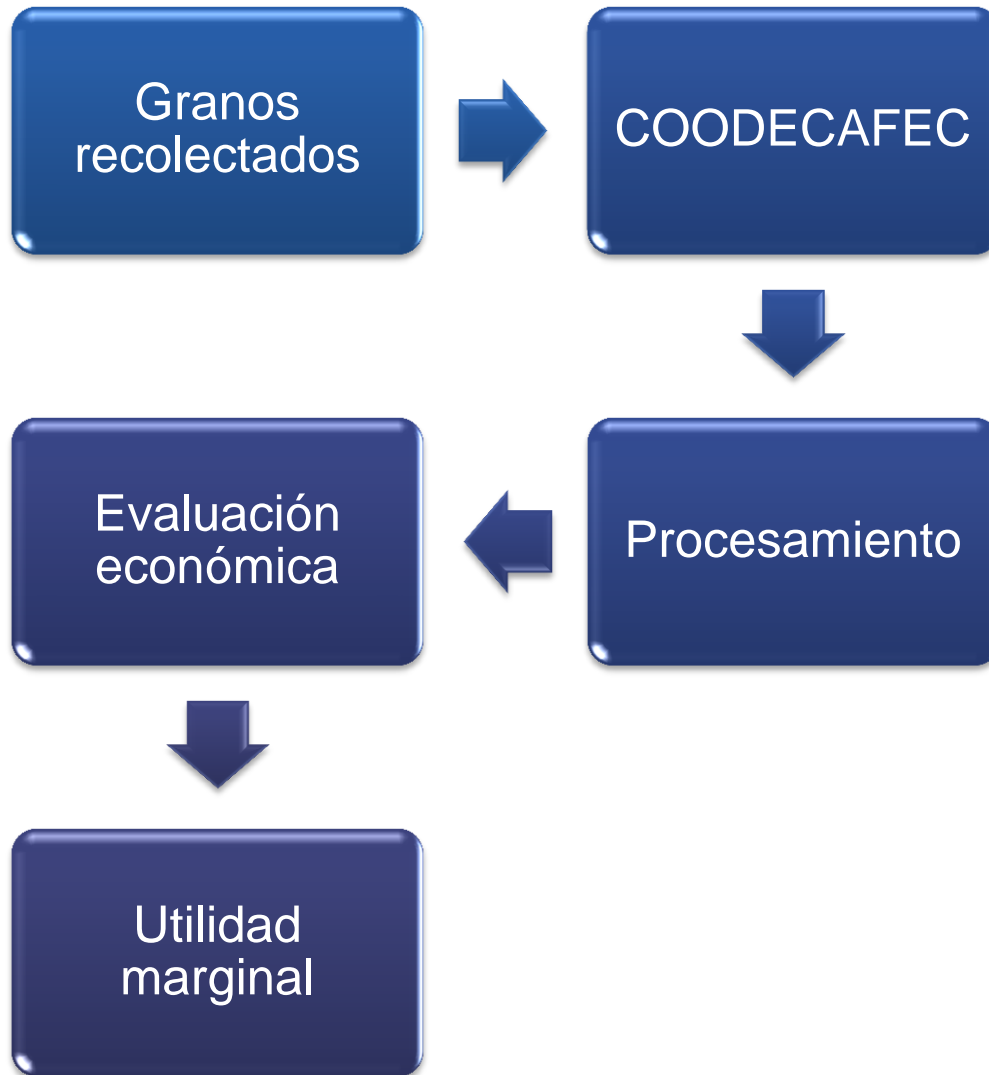 Granos
recolectados
COODECAFEC
Procesamiento
Evaluación
económica
Utilidad
marginal